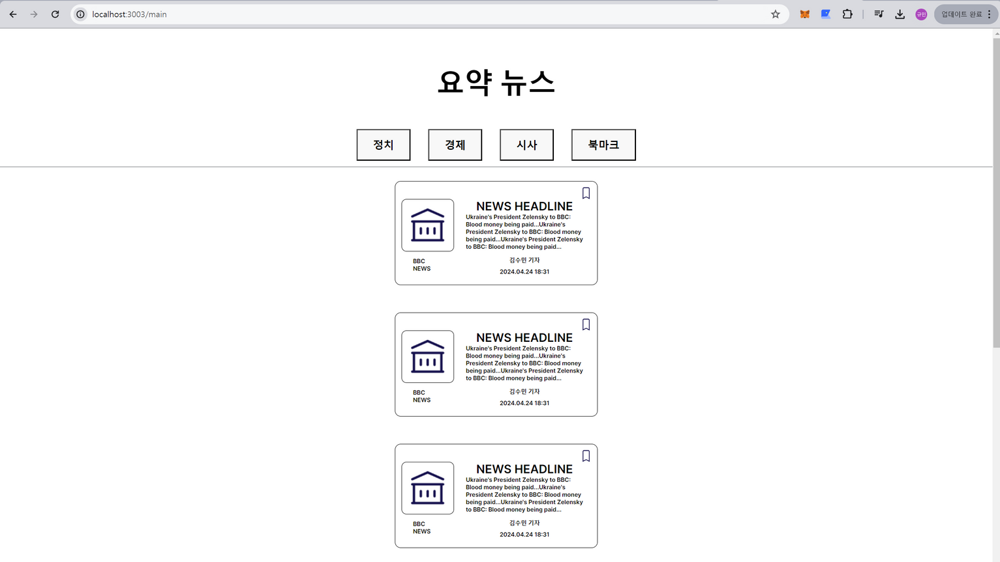 localhost:3003/main
규민
업데이트 완료
요약 뉴스
정치
경제
시사
북마크
NEWS HEADLINE
Ukraine's President Zelensky to BBC:
Blood money being paid...Ukraine's
President Zelensky to BBC: Blood money
being paid...Ukraine's President Zelensky
to BBC: Blood money being paid...
BBC
NEWS
김수민 기자
2024.04.24 18:31
NEWS HEADLINE
Ukraine's President Zelensky to BBC:
Blood money being paid...Ukraine's
President Zelensky to BBC: Blood money
being paid...Ukraine's President Zelensky
to BBC: Blood money being paid...
BBC
NEWS
김수민 기자
2024.04.24 18:31
NEWS HEADLINE
Ukraine's President Zelensky to BBC:
Blood money being paid...Ukraine's
President Zelensky to BBC: Blood money
being paid...Ukraine's President Zelensky
to BBC: Blood money being paid...
BBC
NEWS
김수민 기자
2024.04.24 18:31